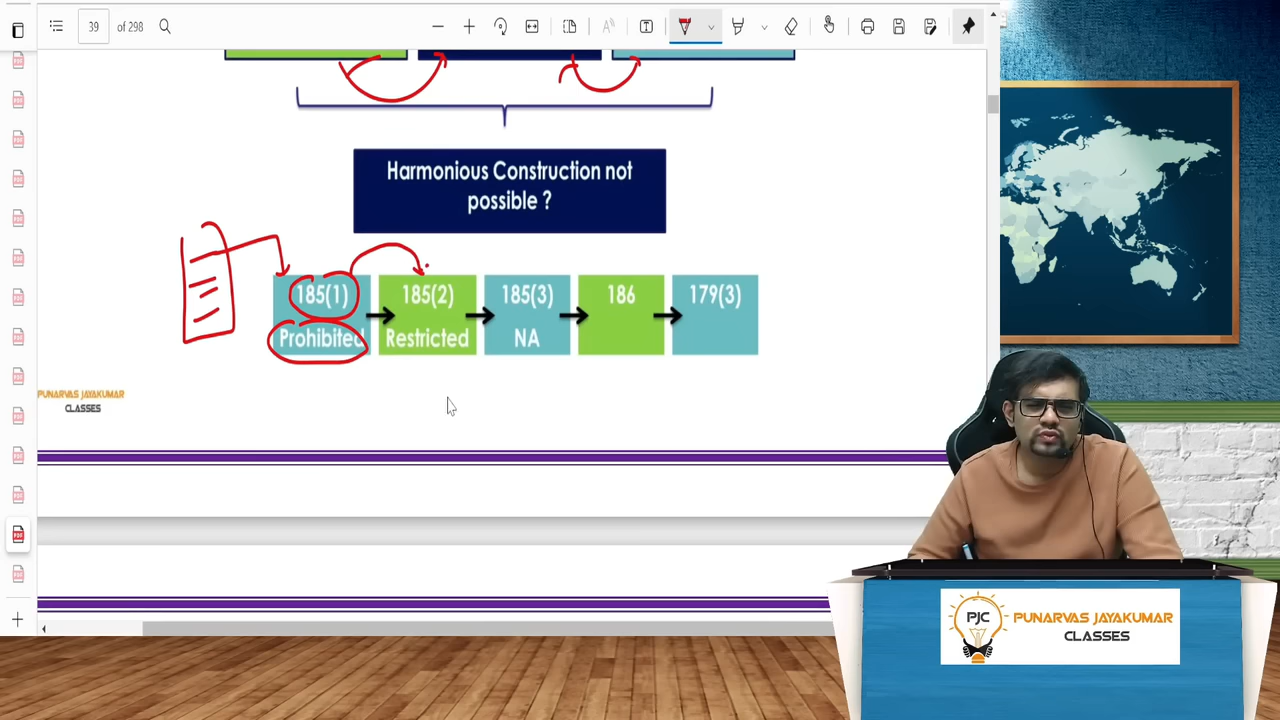 39 of 298
Harmonious Construction not
possible ?
185(1) 185(2) 185(3) 186 179(3)
Prohibited Restricted NA
PUNARVAS JAYAKUMAR
CLASSES
PJC PUNARVAS JAYAKUMAR
CLASSES